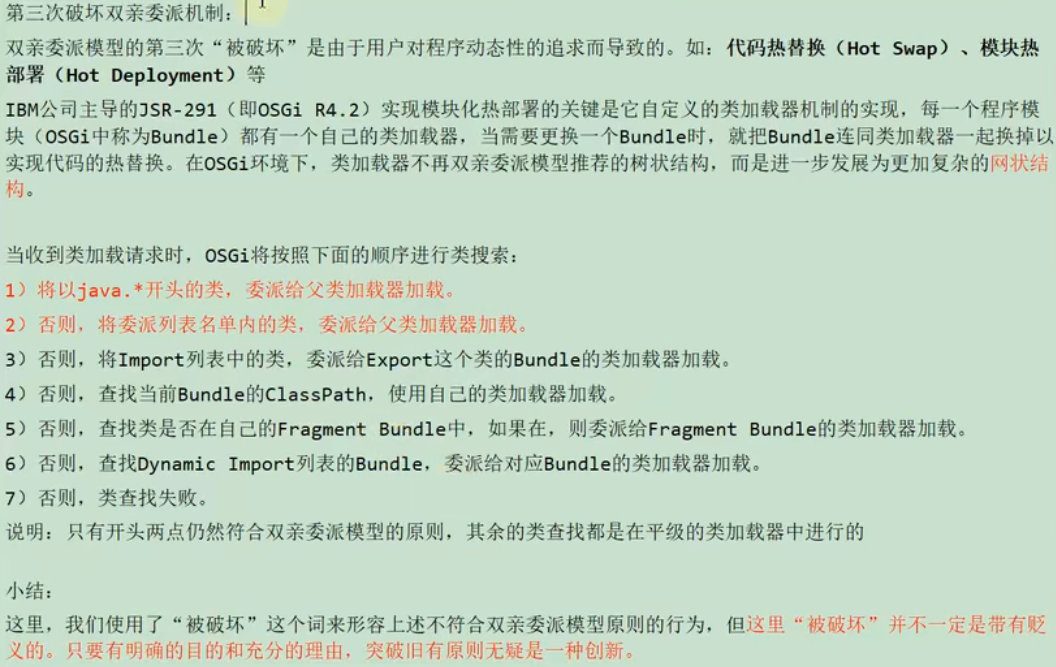 第三次破坏双亲委派机制：
双亲委派模型的第三次“被破坏”是由于用户对程序动态性的追求而导致的。如：代码热替换（Hot Swap）、模块热
部署（Hot Deployment）等
IBM公司主导的JSR-291（即OSGi R4.2）实现模块化热部署的关键是它自定义的类加载器机制的实现，每一个程序模
块（OSGi中称为Bundle）都有一个自己的类加载器，当需要更换一个Bundle时，就把Bundle连同类加载器一起换掉以
实现代码的热替换。在OSGi环境下，类加载器不再双亲委派模型推荐的树状结构，而是进一步发展为更加复杂的网状结
构。
当收到类加载请求时，OSGi将按照下面的顺序进行类搜索：
1）将以java.*开头的类，委派给父类加载器加载。
2）否则，将委派列表名单内的类，委派给父类加载器加载。
3）否则，将Import列表中的类，委派给Export这个类的Bundle的类加载器加载。
4）否则，查找当前Bundle的ClassPath，使用自己的类加载器加载。
5）否则，查找类是否在自己的Fragment Bundle中，如果在，则委派给Fragment Bundle的类加载器加载。
6）否则，查找Dynamic Import列表的Bundle，委派给对应Bundle的类加载器加载。
7）否则，类查找失败。
说明：只有开头两点仍然符合双亲委派模型的原则，其余的类查找都是在平级的类加载器中进行的
小结：
这里，我们使用了“被破坏”这个词来形容上述不符合双亲委派模型原则的行为，但这里“被破坏”并不一定是带有贬
义的。只要有明确的目的和充分的理由，突破旧有原则无疑是一种创新。